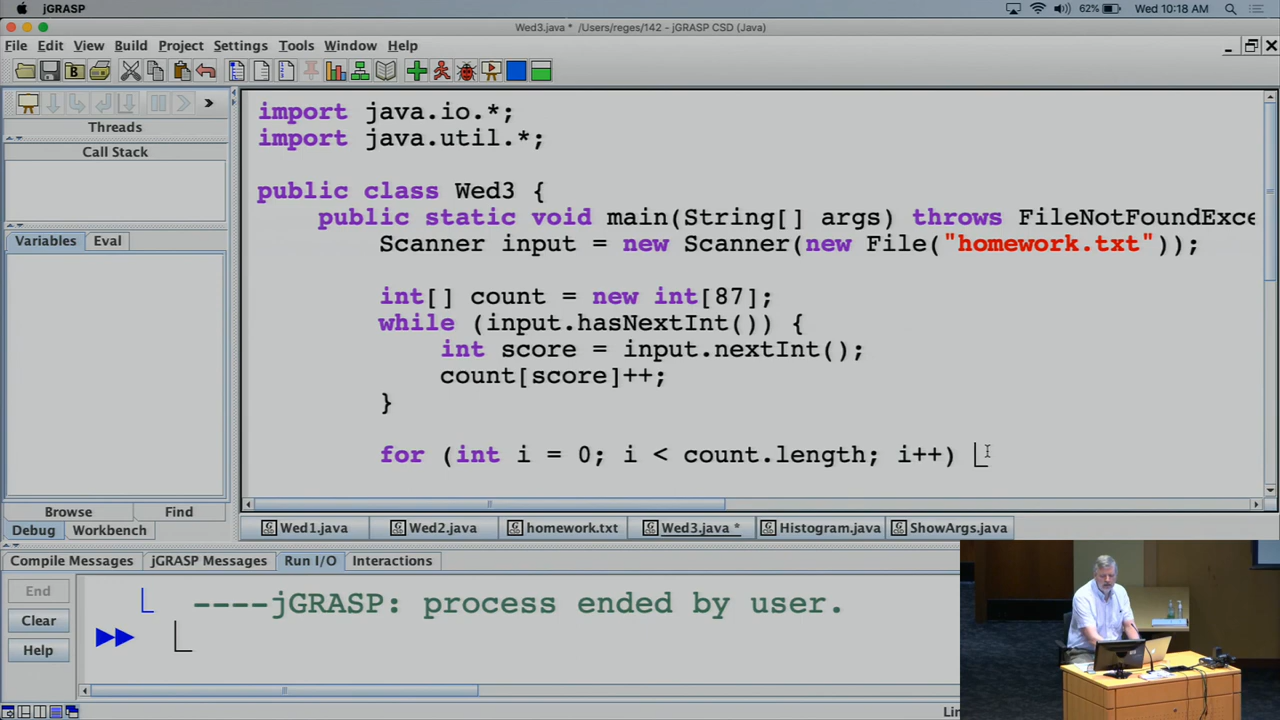 jGRASP
62%
Wed 10:18 AM
Wed3.java * /Users/reges/142 - jGRASP CSD (Java)
File Edit View Build Project Settings Tools Window Help
B
Threads
Call Stack
Variables Eval
Browse Find
Debug Workbench
import java.io.*;
import java.util.*;
public class Wed3 {
public static void main(String[] args) throws FileNotFoundExce
Scanner input = new Scanner(new File("homework.txt"));
int[] count = new int[87];
while (input.hasNextInt()) {
int score = input.nextInt();
count[score]++;
}
for (int i = 0; i < count.length; i++)
Wed1.java Wed2.java homework.txt Wed3.java * Histogram.java ShowArgs.java
Compile Messages jGRASP Messages Run I/O Interactions
End
Clear
Help
----jGRASP: process ended by user.